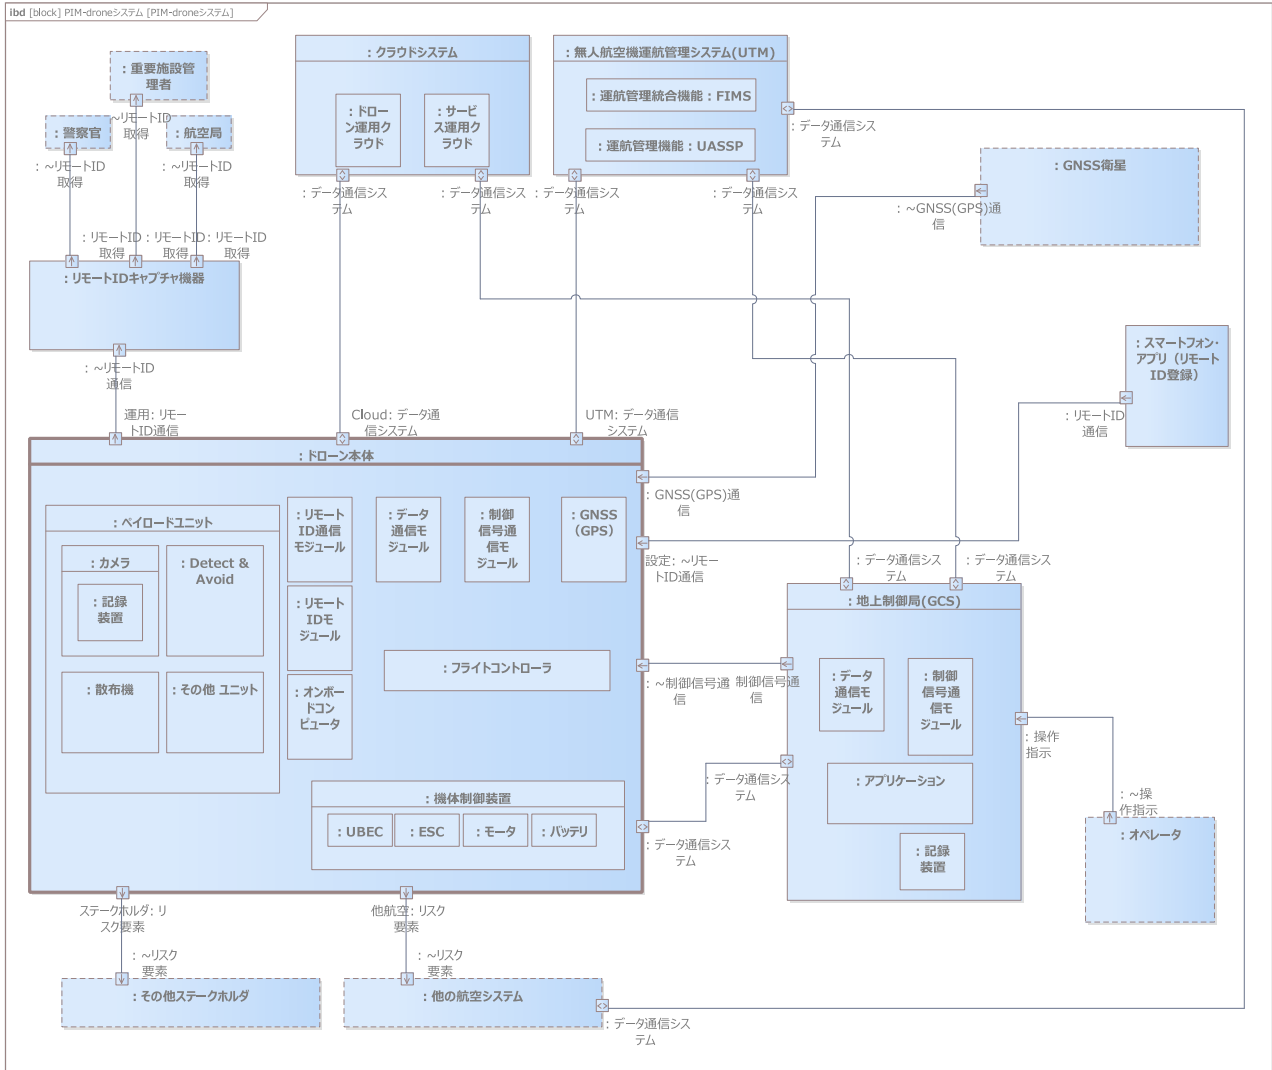 ibd [block] PIM-droneシステム [PIM-droneシステム]
: 重要施設管
理者
: 警察官
~リモートID
取得
: 航空局
: ~リモートID
取得
: ~リモートID
取得
: リモートID
取得
: リモートID
取得
: リモートID
取得
: リモートIDキャプチャ機器
: ~リモートID
通信
運用: リモー
トID通信
: クラウドシステム
: ドロー
ン運用ク
ラウド
: サービ
ス運用ク
ラウド
: データ通信シス
テム
: データ通信シス
テム
: 無人航空機運航管理システム(UTM)
: 運航管理統合機能 : FIMS
: 運航管理機能 : UASSP
: データ通信シス
テム
: データ通信シス
テム
: データ通信シス
テム
: GNSS衛星
: ~GNSS(GPS)通
信
: スマートフォン・
アプリ（リモート
ID登録）
: リモートID
通信
Cloud: データ通
信システム
UTM: データ通信
システム
: ドローン本体
: GNSS(GPS)通
信
設定: ~リモー
トID通信
: ペイロードユニット
: カメラ
: 記録
装置
: Detect &
Avoid
: 散布機
: その他 ユニット
: リモート
ID通信
モジュール
: リモート
IDモ
ジュール
: オンボー
ドコン
ピュータ
: データ
通信モ
ジュール
: 制御
信号通
信モ
ジュール
: GNSS
（GPS）
: フライトコントローラ
: 機体制御装置
: UBEC
: ESC
: モータ
: バッテリ
: ~制御信号通
信
制御信号通
信
: データ通信シス
テム
: データ通信シス
テム
: データ通信シス
テム
: データ通信シス
テム
: 地上制御局(GCS)
: データ
通信モ
ジュール
: 制御
信号通
信モ
ジュール
: アプリケーション
: 記録
装置
: 操作
指示
: ~操
作指示
: オペレータ
ステークホルダ: リ
スク要素
: ~リスク
要素
: その他ステークホルダ
他航空: リスク
要素
: ~リスク
要素
: 他の航空システム
: データ通信シス
テム